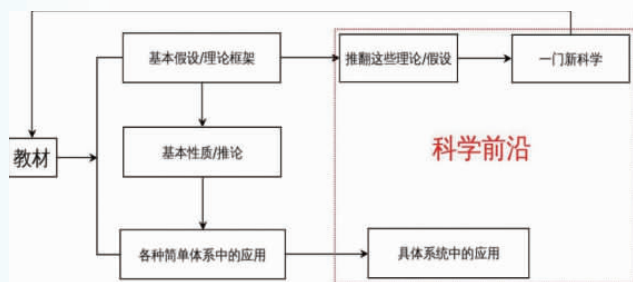 基本假设/理论框架
推翻这些理论/假设
一门新科学
教材
基本性质/推论
科学前沿
各种简单体系中的应用
具体系统中的应用